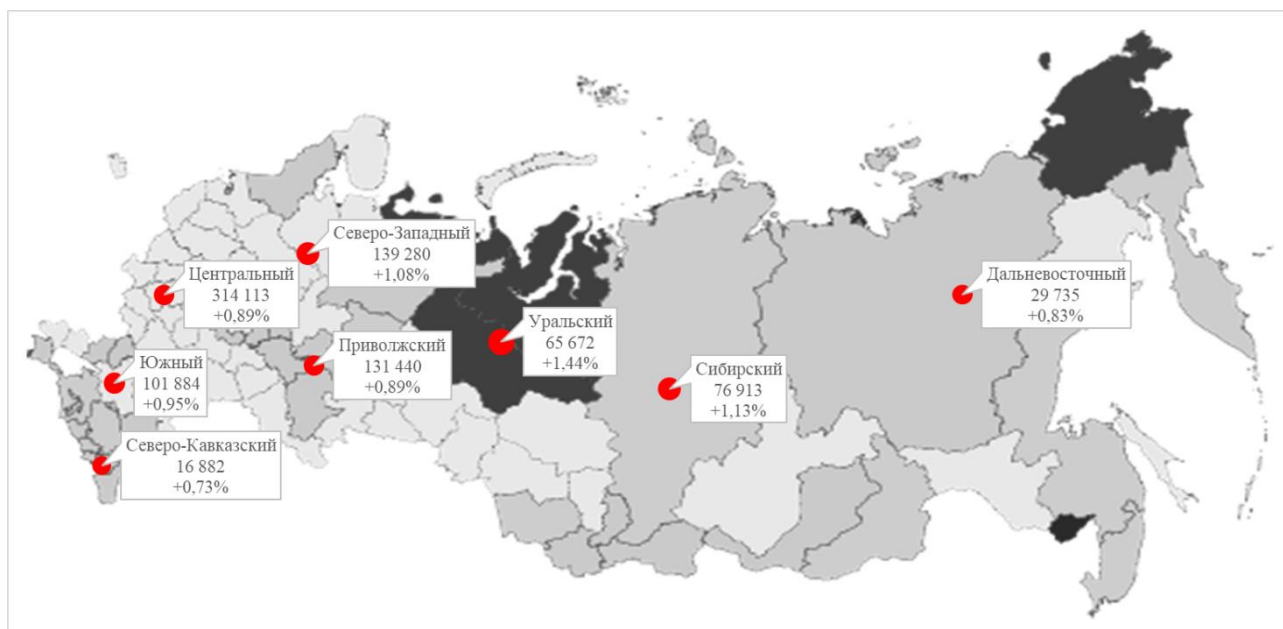 Северо-Западный
139 280
+1,08%
Центральный
314 113
+0,89%
Дальневосточный
29 735
+0,83%
Уральский
65 672
+1,44%
Приволжский
131 440
+0,89%
Южный
101 884
+0,95%
Сибирский
76 913
+1,13%
Северо-Кавказский
16 882
+0,73%